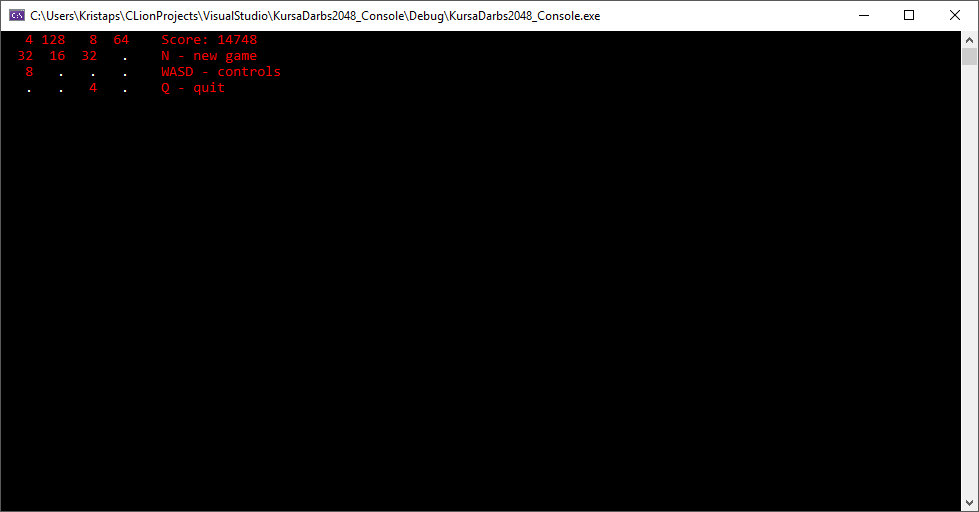 C:\Users\Kristaps\CLionProjects\VisualStudio\KursaDarbs2048_Console\Debug\KursaDarbs2048_Console.exe
4 128 8 64 Score: 14748
32 16 32 . N - new game
8 . . . WASD - controls
. . 4 . Q - quit